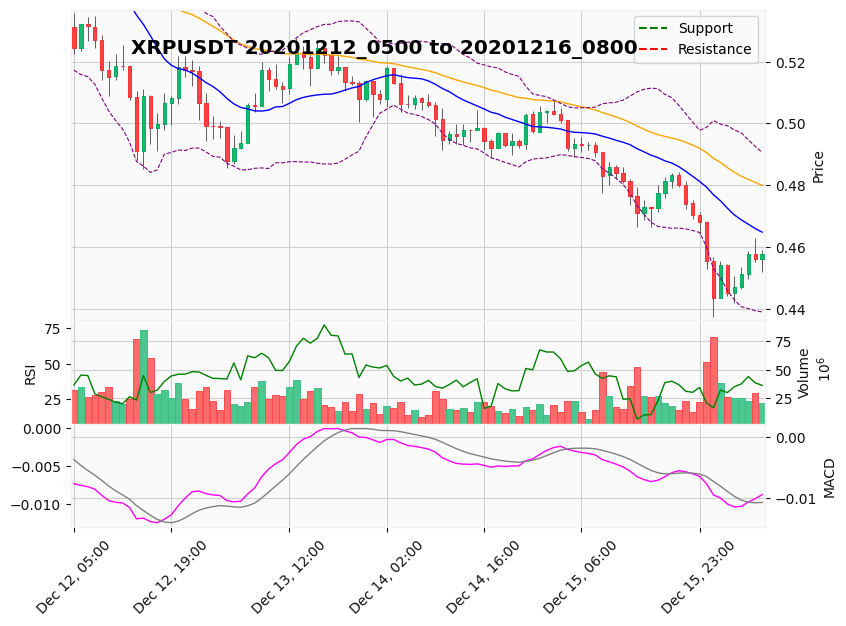 XRPUSDT 20201212_0500 to 20201216_0800
Support
Resistance
0.52
0.50
0.48
0.46
0.44
Price
75
50
25
RSI
75
50
25
Volume
10^6
0.000
−0.005
−0.010
0.00
−0.01
MACD
Dec 12, 05:00
Dec 12, 19:00
Dec 13, 12:00
Dec 14, 02:00
Dec 14, 16:00
Dec 15, 06:00
Dec 15, 23:00